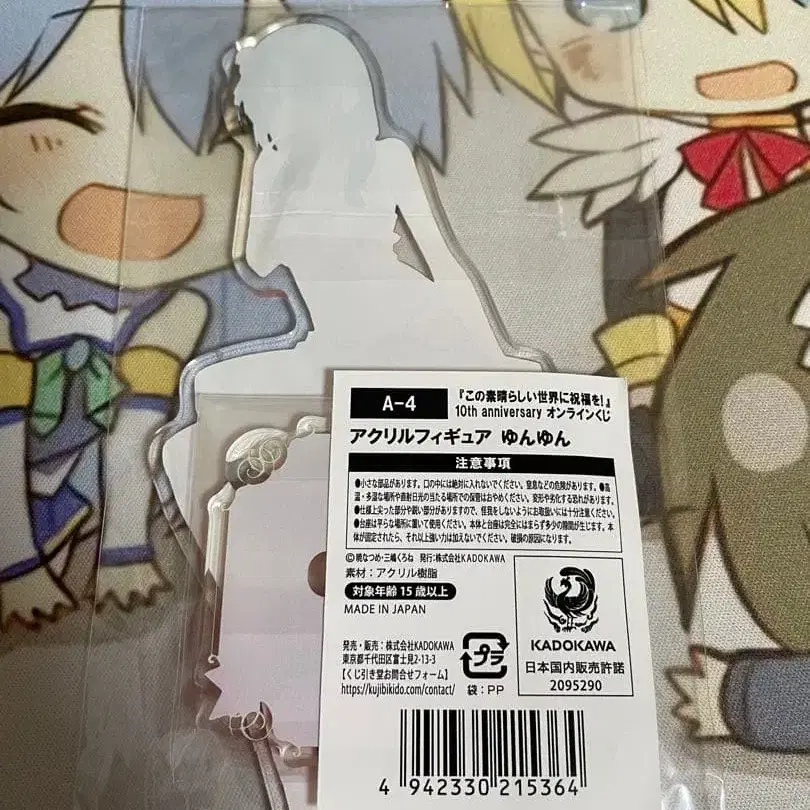 A-4
『この素晴らしい世界に祝福を!』
10th anniversary オンラインくじ
アクリルフィギュア ゆんゆん
注意事項
●小さな部品があります。口の中には絶対に入れないでください。窒息などの危険があります。●高
温・多湿な場所や直射日光の当たる場所での保管はおやめください。変形や劣化する恐れがあります。
●仕様上尖った部分や鋭い部分がありますので、怪我をしないようにお取扱いには十分注意ください。
●台座は平らな場所に置いて使用ください。本体と台座は完全にはまらず多少の隙間が生じます。本
体が固定されたら、それ以上強い力は加えないでください。破損の原因になります。
©暁なつめ・三嶋くろね 発行:株式会社KADOKAWA
素材:アクリル樹脂
対象年齢15歳以上
MADE IN JAPAN
発売・販売:株式会社KADOKAWA
東京都千代田区富士見2-13-3
【くじ引き堂お問合せフォーム】
https://kujibikido.com/contact/
プラ
袋:PP
KADOKAWA
日本国内販売許諾
2095290
4 942330 215364